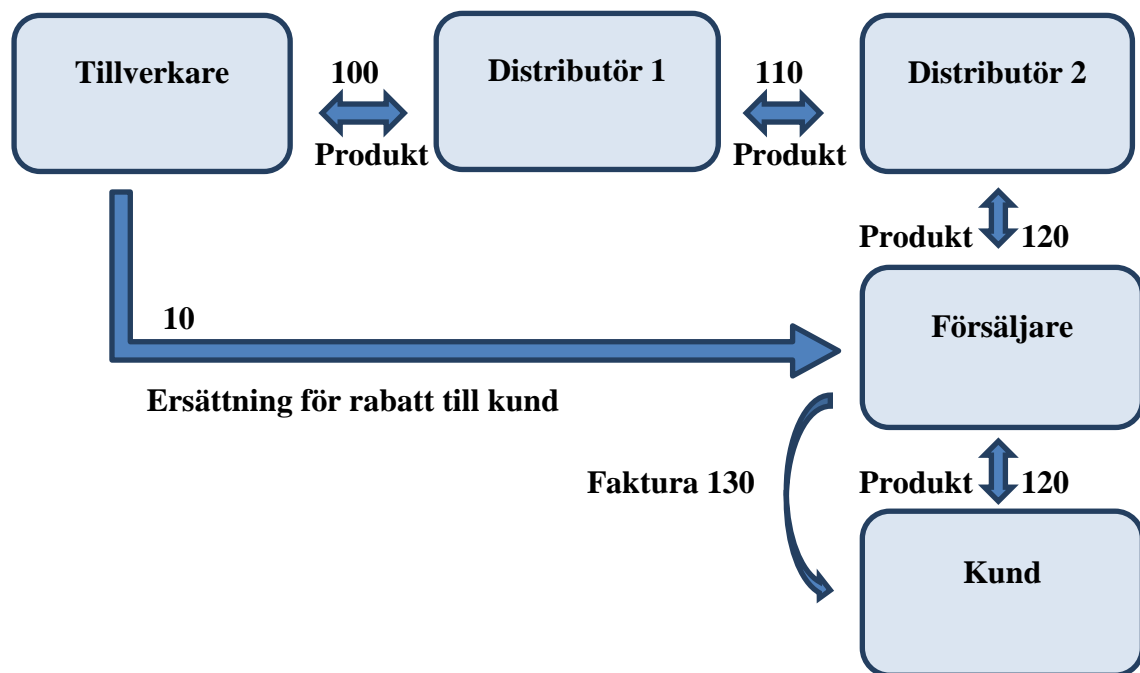 Tillverkare
100
Produkt
Distributör 1
110
Produkt
Distributör 2
Produkt 120
10
Ersättning för rabatt till kund
Försäljare
Faktura 130
Produkt 120
Kund